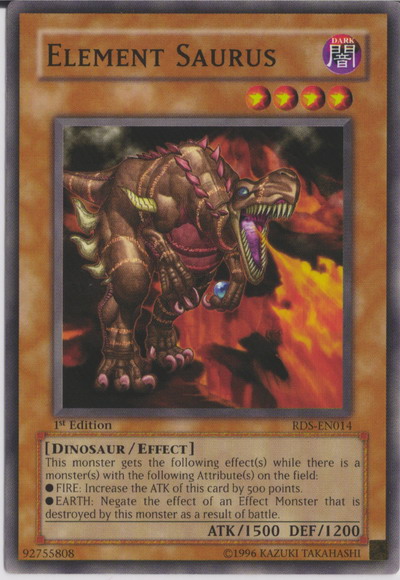 ELEMENT SAURUS
DARK
闇
1st Edition
RDS-EN014
[DINOSAUR/EFFECT]
This monster gets the following effect(s) while there is a
monster(s) with the following Attribute(s) on the field:
●FIRE: Increase the ATK of this card by 500 points.
●EARTH: Negate the effect of an Effect Monster that is
destroyed by this monster as a result of battle.
ATK/1500 DEF/1200
92755808
©1996 KAZUKI TAKAHASHI